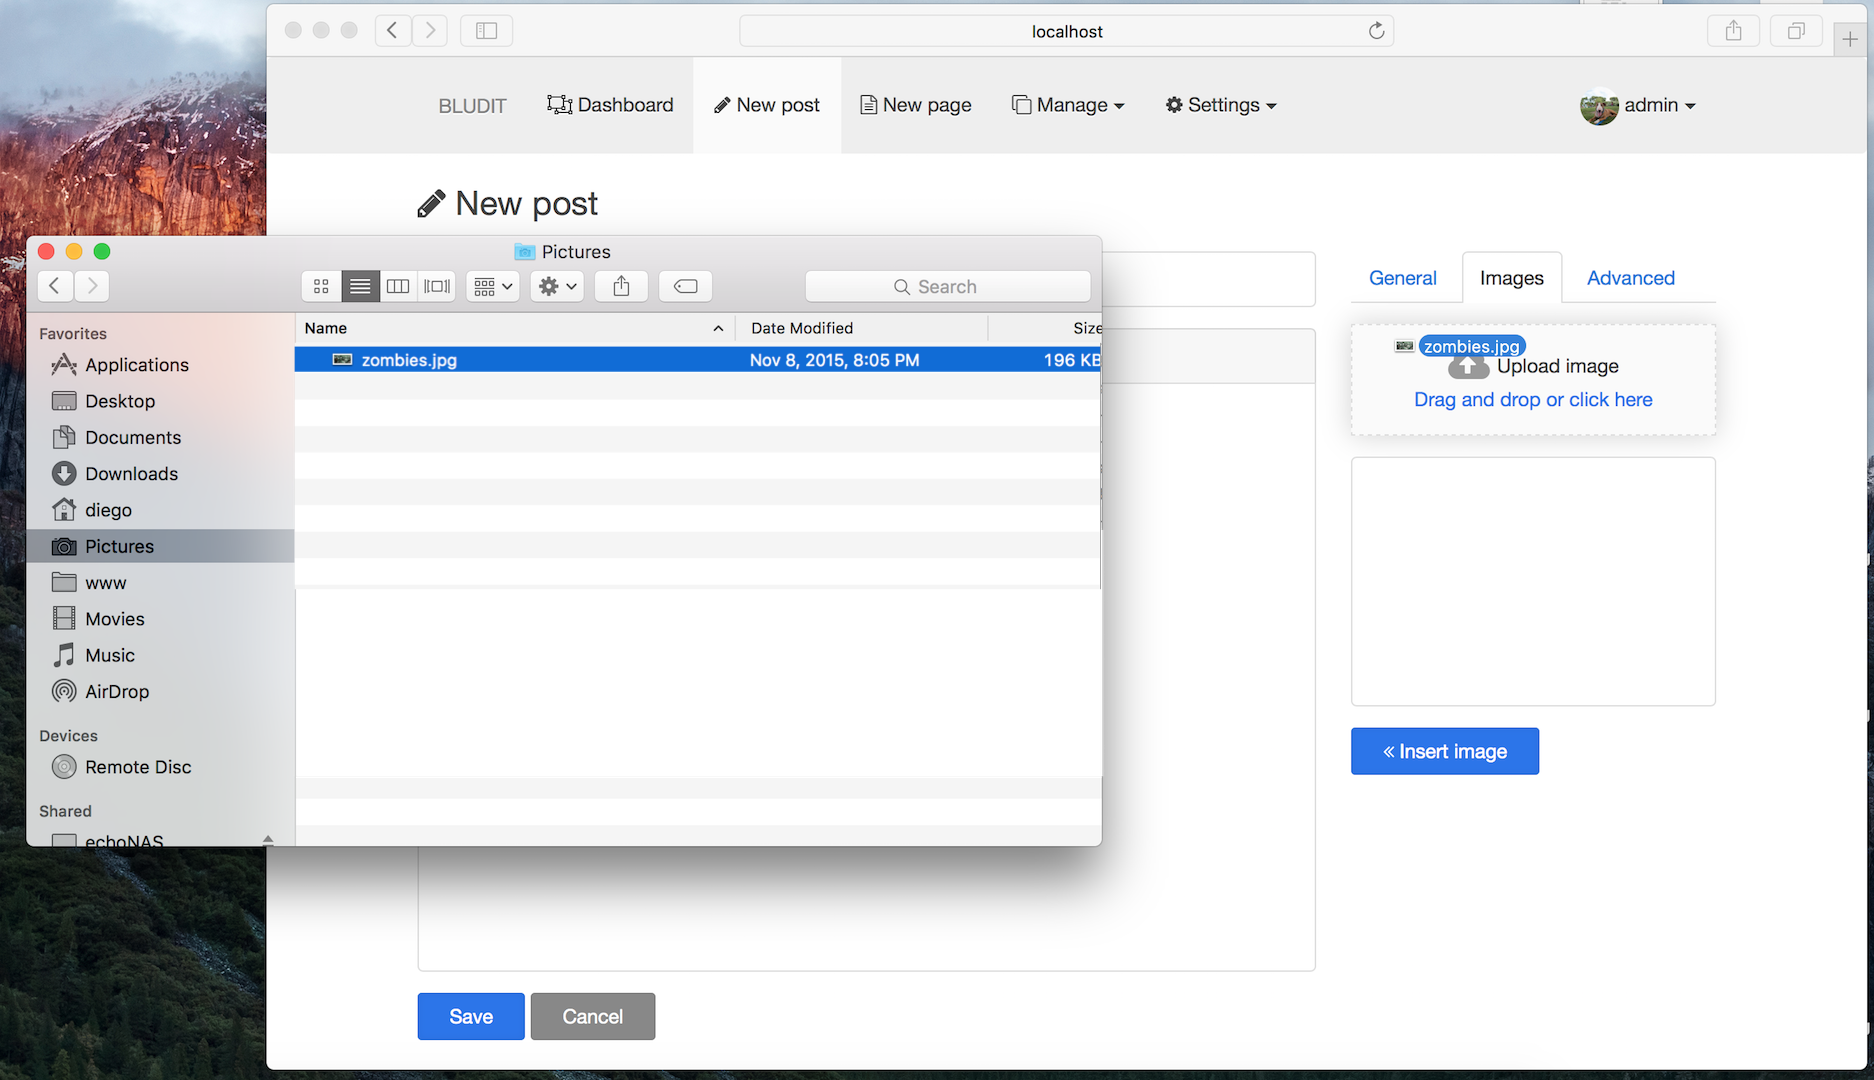 localhost
BLUDIT Dashboard New post New page Manage Settings admin
New post
Pictures
Search
General Images Advanced
Name Date Modified Size
zombies.jpg Nov 8, 2015, 8:05 PM 196 KB
zombies.jpg
Upload image
Drag and drop or click here
Favorites
Applications
Desktop
Documents
Downloads
diego
Pictures
www
Movies
Music
AirDrop
Devices
Remote Disc
Shared
echoNAS
« Insert image
Save Cancel